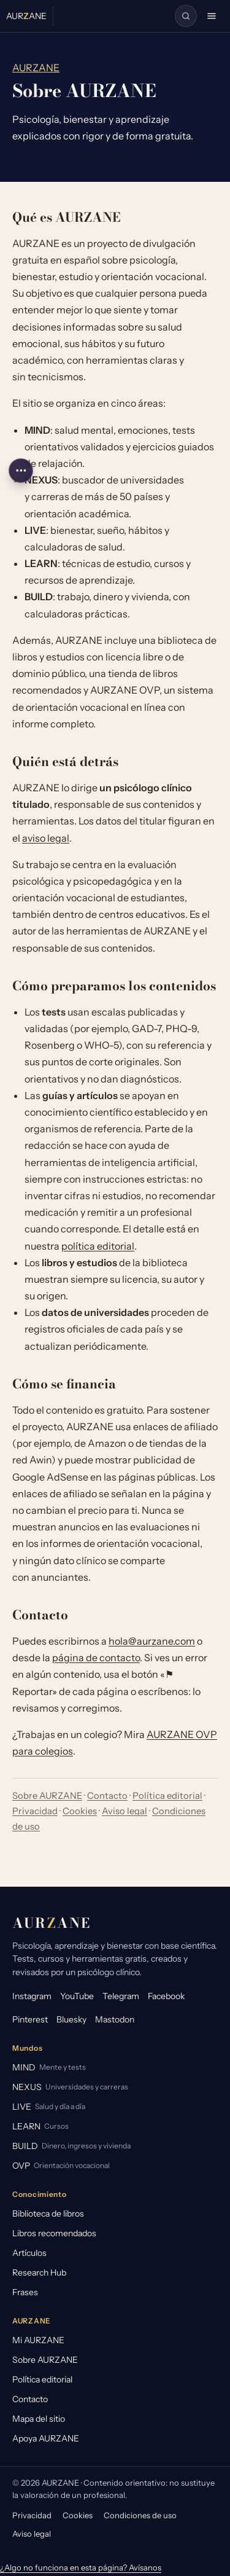 AURZANE
AURZANE
Sobre AURZANE
Psicología, bienestar y aprendizaje
explicados con rigor y de forma gratuita.
Qué es AURZANE
AURZANE es un proyecto de divulgación
gratuita en español sobre psicología,
bienestar, estudio y orientación vocacional.
Su objetivo es que cualquier persona pueda
entender mejor lo que siente y tomar
decisiones informadas sobre su salud
emocional, sus hábitos y su futuro
académico, con herramientas claras y
sin tecnicismos.
El sitio se organiza en cinco áreas:
MIND: salud mental, emociones, tests
orientativos validados y ejercicios guiados
de relajación.
NEXUS: buscador de universidades
y carreras de más de 50 países y
orientación académica.
LIVE: bienestar, sueño, hábitos y
calculadoras de salud.
LEARN: técnicas de estudio, cursos y
recursos de aprendizaje.
BUILD: trabajo, dinero y vivienda, con
calculadoras prácticas.
Además, AURZANE incluye una biblioteca de
libros y estudios con licencia libre o de
dominio público, una tienda de libros
recomendados y AURZANE OVP, un sistema
de orientación vocacional en línea con
informe completo.
Quién está detrás
AURZANE lo dirige un psicólogo clínico
titulado, responsable de sus contenidos y
herramientas. Los datos del titular figuran en
el aviso legal.
Su trabajo se centra en la evaluación
psicológica y psicopedagógica y en la
orientación vocacional de estudiantes,
también dentro de centros educativos. Es el
autor de las herramientas de AURZANE y el
responsable de sus contenidos.
Cómo preparamos los contenidos
Los tests usan escalas publicadas y
validadas (por ejemplo, GAD-7, PHQ-9,
Rosenberg o WHO-5), con su referencia y
sus puntos de corte originales. Son
orientativos y no dan diagnósticos.
Las guías y artículos se apoyan en
conocimiento científico establecido y en
organismos de referencia. Parte de la
redacción se hace con ayuda de
herramientas de inteligencia artificial,
siempre con instrucciones estrictas: no
inventar cifras ni estudios, no recomendar
medicación y remitir a un profesional
cuando corresponde. El detalle está en
nuestra política editorial.
Los libros y estudios de la biblioteca
muestran siempre su licencia, su autor y
su origen.
Los datos de universidades proceden de
registros oficiales de cada país y se
actualizan periódicamente.
Cómo se financia
Todo el contenido es gratuito. Para sostener
el proyecto, AURZANE usa enlaces de afiliado
(por ejemplo, de Amazon o de tiendas de la
red Awin) y puede mostrar publicidad de
Google AdSense en las páginas públicas. Los
enlaces de afiliado se señalan en la página y
no cambian el precio para ti. Nunca se
muestran anuncios en las evaluaciones ni
en los informes de orientación vocacional,
y ningún dato clínico se comparte
con anunciantes.
Contacto
Puedes escribirnos a hola@aurzane.com o
desde la página de contacto. Si ves un error
en algún contenido, usa el botón «⚑
Reportar» de cada página o escríbenos: lo
revisamos y corregimos.
¿Trabajas en un colegio? Mira AURZANE OVP
para colegios.
Sobre AURZANE · Contacto · Política editorial ·
Privacidad · Cookies · Aviso legal · Condiciones
de uso
AURZANE
Psicología, aprendizaje y bienestar con base científica.
Tests, cursos y herramientas gratis, creados y
revisados por un psicólogo clínico.
Instagram YouTube Telegram Facebook
Pinterest Bluesky Mastodon
Mundos
MIND Mente y tests
NEXUS Universidades y carreras
LIVE Salud y día a día
LEARN Cursos
BUILD Dinero, ingresos y vivienda
OVP Orientación vocacional
Conocimiento
Biblioteca de libros
Libros recomendados
Artículos
Research Hub
Frases
AURZANE
Mi AURZANE
Sobre AURZANE
Política editorial
Contacto
Mapa del sitio
Apoya AURZANE
© 2026 AURZANE · Contenido orientativo: no sustituye
la valoración de un profesional.
Privacidad Cookies Condiciones de uso
Aviso legal
¿Algo no funciona en esta página? Avísanos